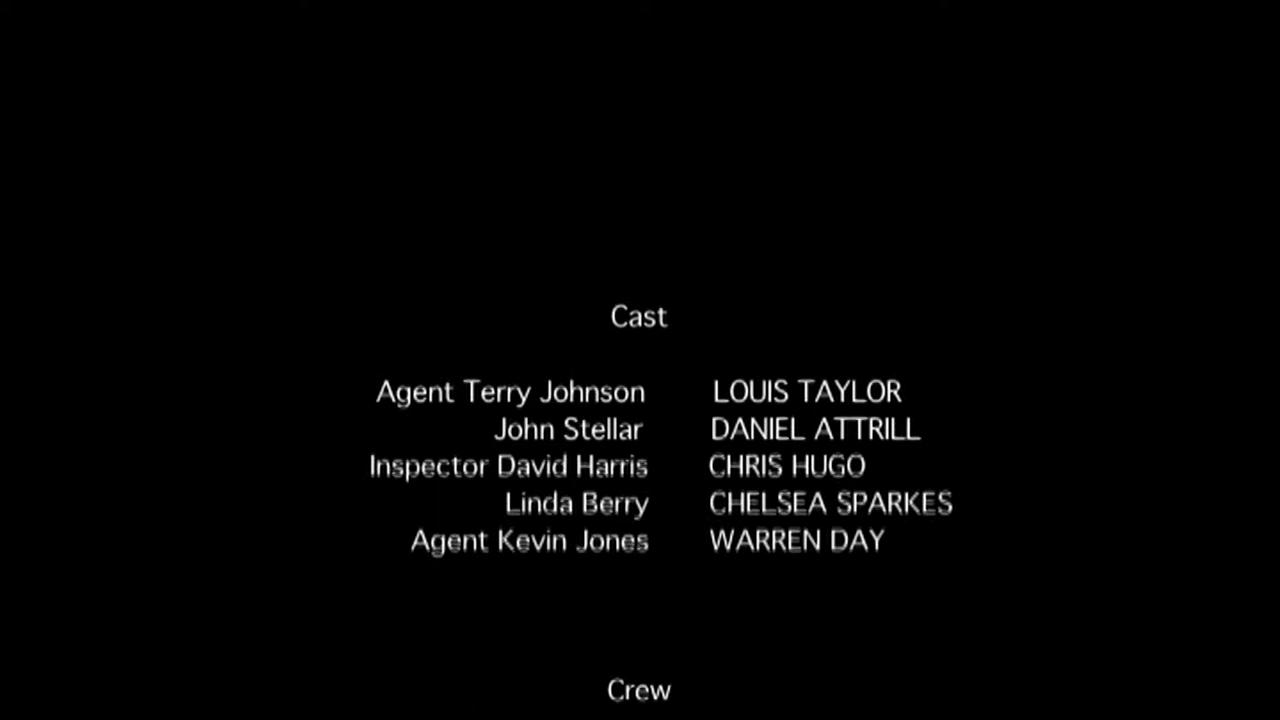 Cast
Agent Terry Johnson LOUIS TAYLOR
John Stellar DANIEL ATTRILL
Inspector David Harris CHRIS HUGO
Linda Berry CHELSEA SPARKES
Agent Kevin Jones WARREN DAY
Crew